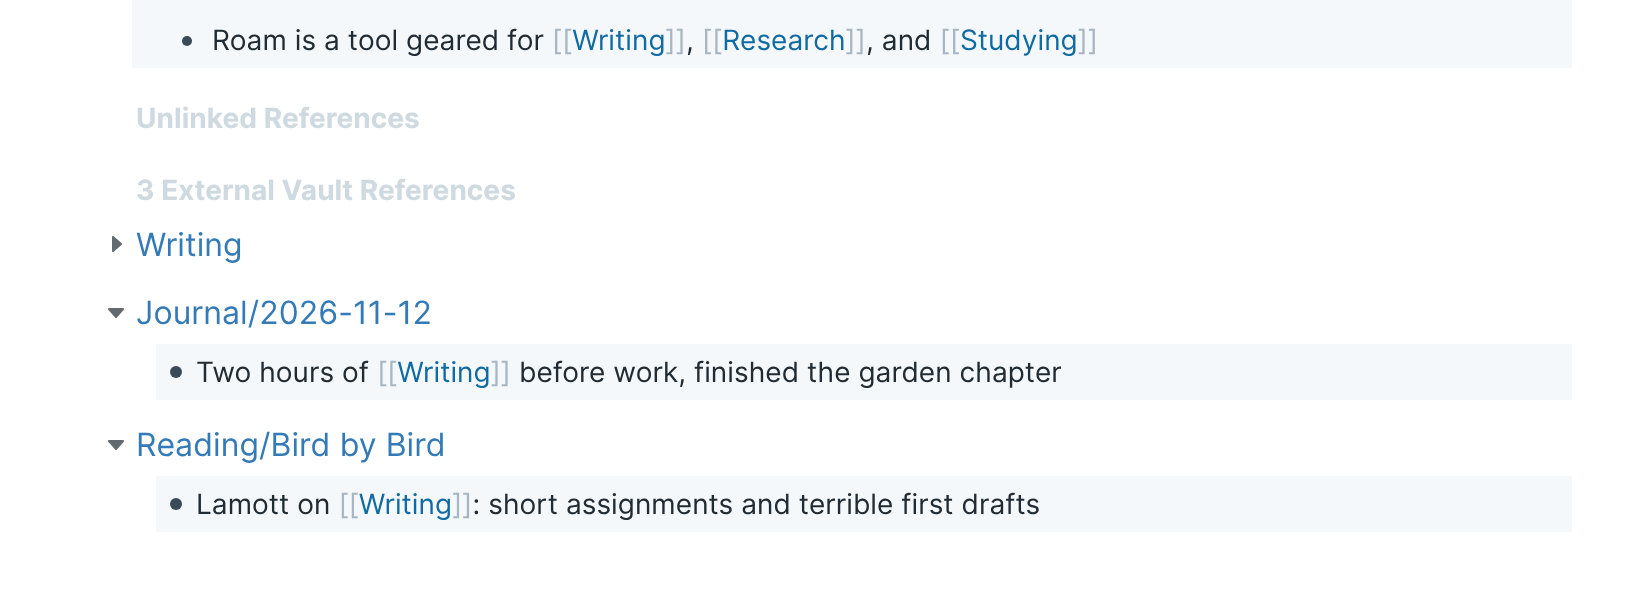 Roam is a tool geared for [[Writing]], [[Research]], and [[Studying]]
Unlinked References
3 External Vault References
Writing
Journal/2026-11-12
Two hours of [[Writing]] before work, finished the garden chapter
Reading/Bird by Bird
Lamott on [[Writing]]: short assignments and terrible first drafts